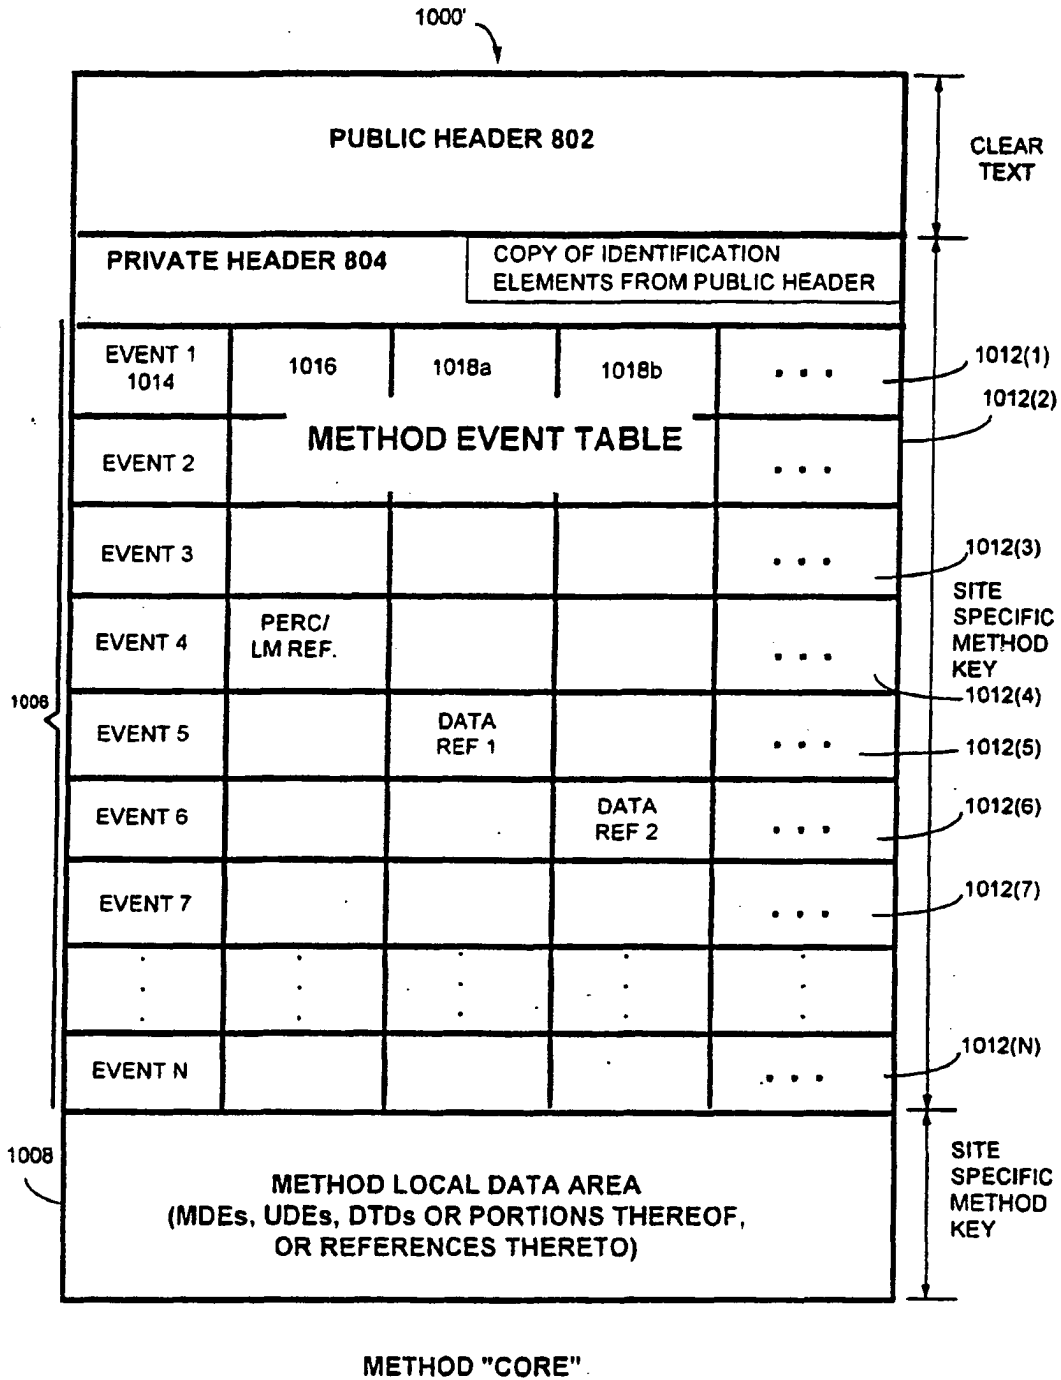 1000'
PUBLIC HEADER 802
CLEAR
TEXT
PRIVATE HEADER 804
COPY OF IDENTIFICATION
ELEMENTS FROM PUBLIC HEADER
EVENT 1
1014
1016
1018a
1018b
. . .
1012(1)
1012(2)
METHOD EVENT TABLE
EVENT 2
. . .
EVENT 3
. . .
1012(3)
SITE
SPECIFIC
METHOD
KEY
EVENT 4
PERC/
LM REF.
. . .
1012(4)
1006
EVENT 5
DATA
REF 1
. . .
1012(5)
EVENT 6
DATA
REF 2
. . .
1012(6)
EVENT 7
. . .
1012(7)
EVENT N
. . .
1012(N)
1008
METHOD LOCAL DATA AREA
(MDEs, UDEs, DTDs OR PORTIONS THEREOF,
OR REFERENCES THERETO)
SITE
SPECIFIC
METHOD
KEY
METHOD "CORE"